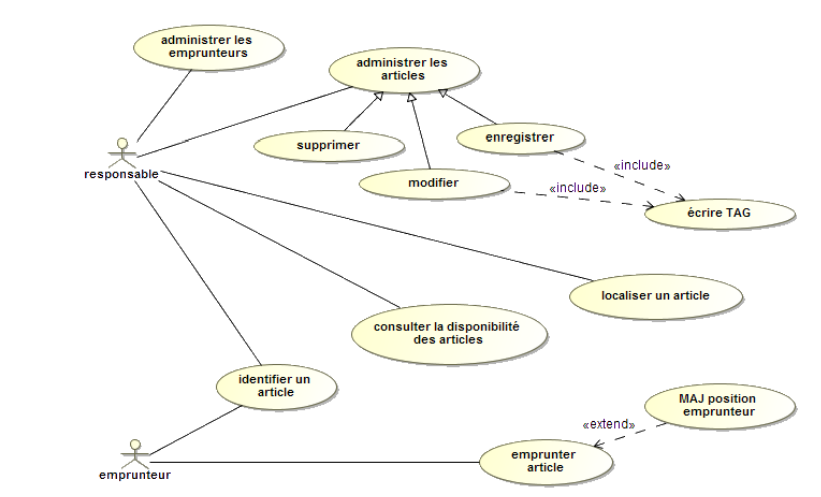 administrer les
emprunteurs
administrer les
articles
supprimer
enregistrer
«include»
responsable
modifier
«include»
écrire TAG
localiser un article
consulter la disponibilité
des articles
identifier un
article
MAJ position
emprunteur
«extend»
emprunter
article
emprunteur